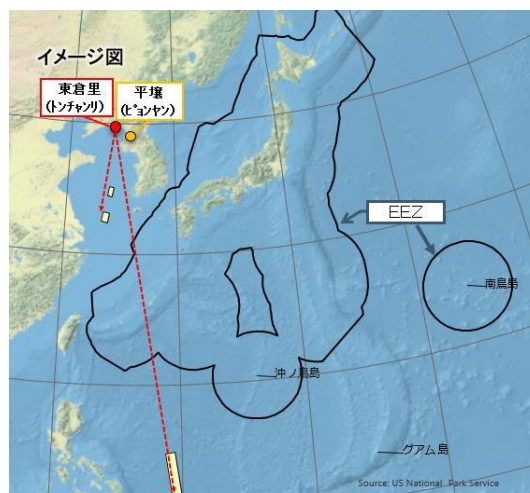 イメージ図
東倉里
(トンチャンリ)
平壌
(ピョンヤン)
EEZ
南鳥島
沖ノ鳥島
グアム島
Source: US National Park Service